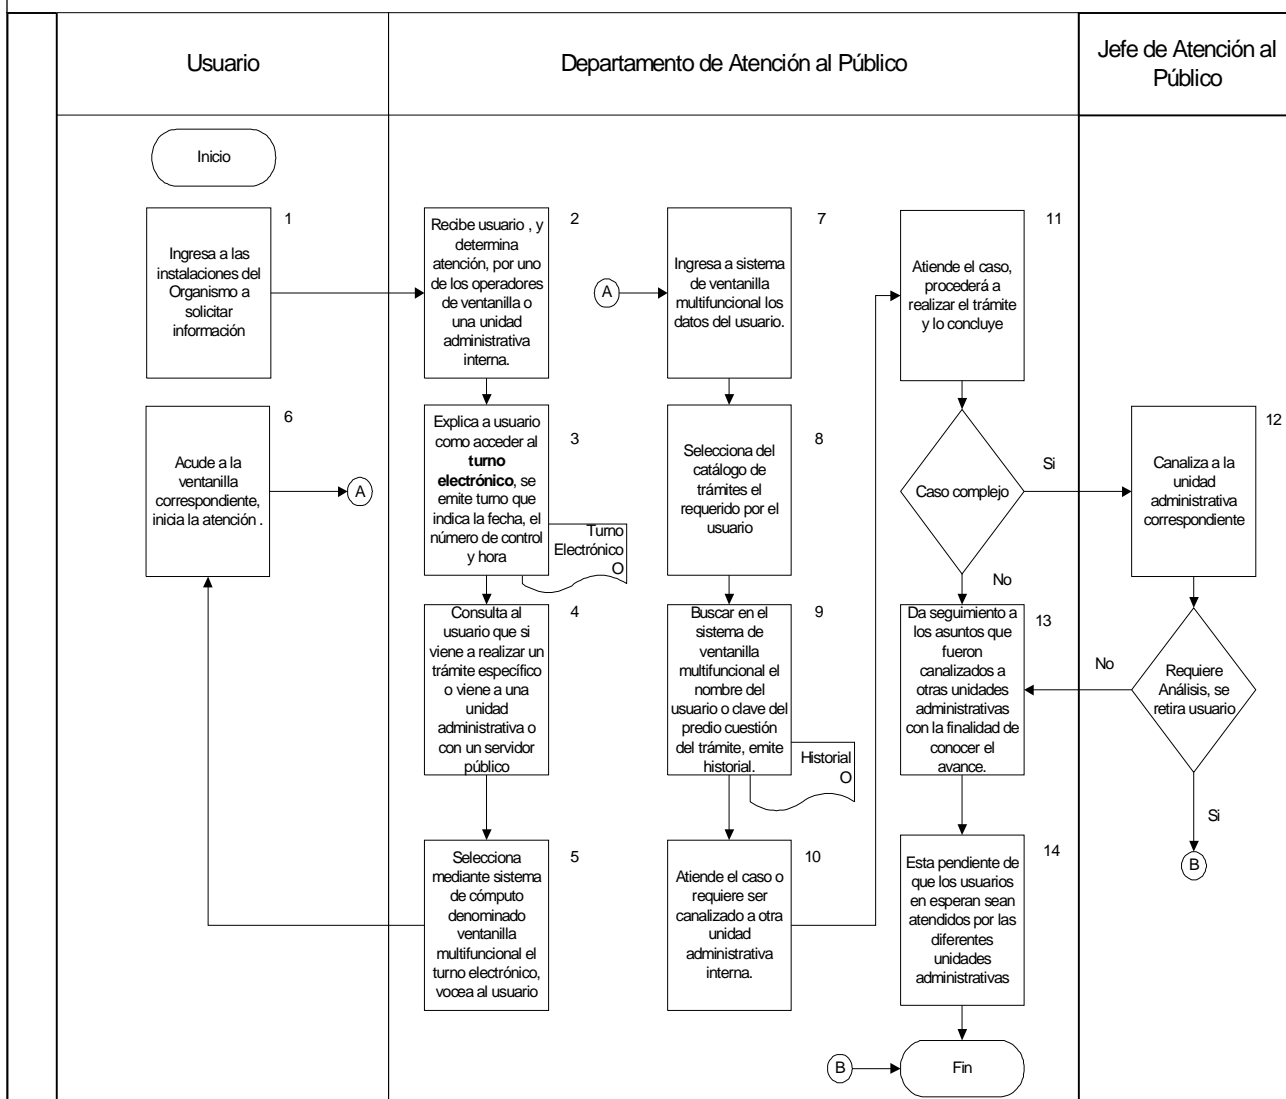 Usuario
Departamento de Atención al Público
Jefe de Atención al
Público
Inicio
1
Ingresa a las
instalaciones del
Organismo a
solicitar
información
2
Recibe usuario , y
determina
atención, por uno
de los operadores
de ventanilla o
una unidad
administrativa
interna.
3
Explica a usuario
como acceder al
turno
electrónico, se
emite turno que
indica la fecha, el
número de control
y hora
Turno
Electrónico
O
4
Consulta al
usuario que si
viene a realizar un
trámite específico
o viene a una
unidad
administrativa o
con un servidor
público
5
Selecciona
mediante sistema
de cómputo
denominado
ventanilla
multifuncional el
turno electrónico,
vocea al usuario
6
Acude a la
ventanilla
correspondiente,
inicia la atención .
A
A
7
Ingresa a sistema
de ventanilla
multifuncional los
datos del usuario.
8
Selecciona del
catálogo de
trámites el
requerido por el
usuario
9
Buscar en el
sistema de
ventanilla
multifuncional el
nombre del
usuario o clave del
predio cuestión
del trámite, emite
historial.
Historial
O
10
Atiende el caso o
requiere ser
canalizado a otra
unidad
administrativa
interna.
11
Atiende el caso,
procederá a
realizar el trámite
y lo concluye
Caso complejo
Si
No
12
Canaliza a la
unidad
administrativa
correspondiente
Requiere
Análisis, se
retira usuario
No
Si
B
13
Da seguimiento a
los asuntos que
fueron
canalizados a
otras unidades
administrativas
con la finalidad de
conocer el
avance.
14
Esta pendiente de
que los usuarios
en esperan sean
atendidos por las
diferentes
unidades
administrativas
B
Fin